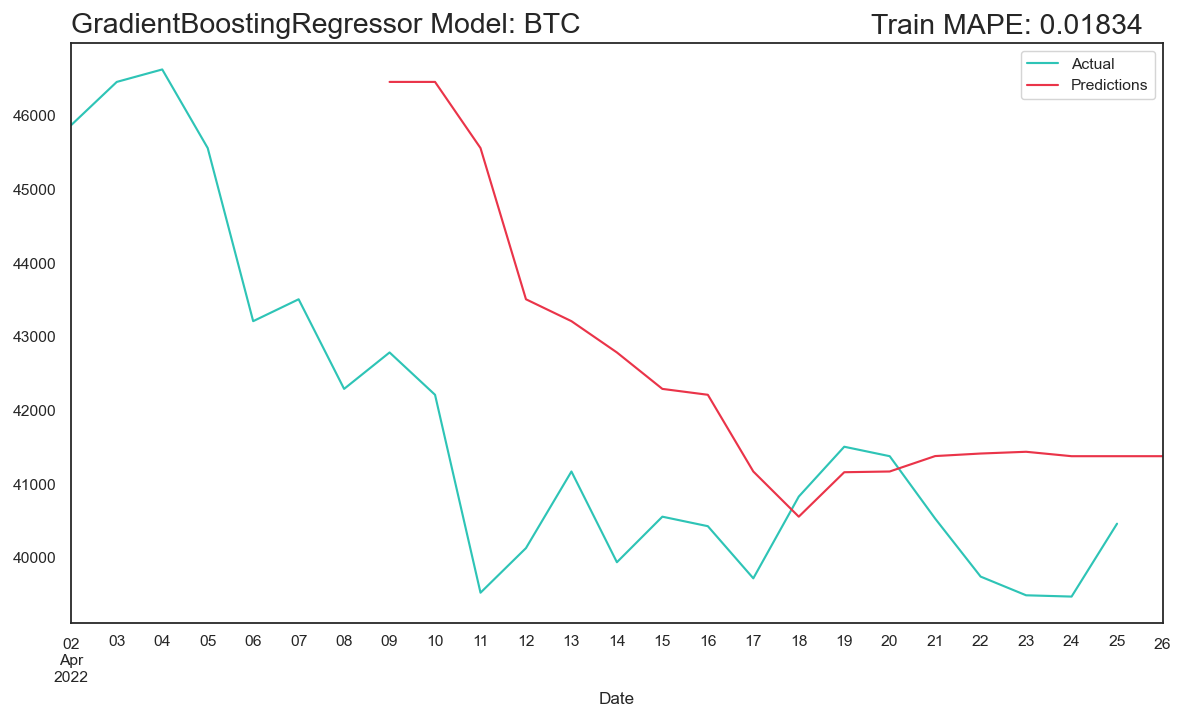 GradientBoostingRegressor Model: BTC
Train MAPE: 0.01834
Actual
Predictions
46000
45000
44000
43000
42000
41000
40000
02 03 04 05 06 07 08 09 10 11 12 13 14 15 16 17 18 19 20 21 22 23 24 25 26
Apr
2022
Date